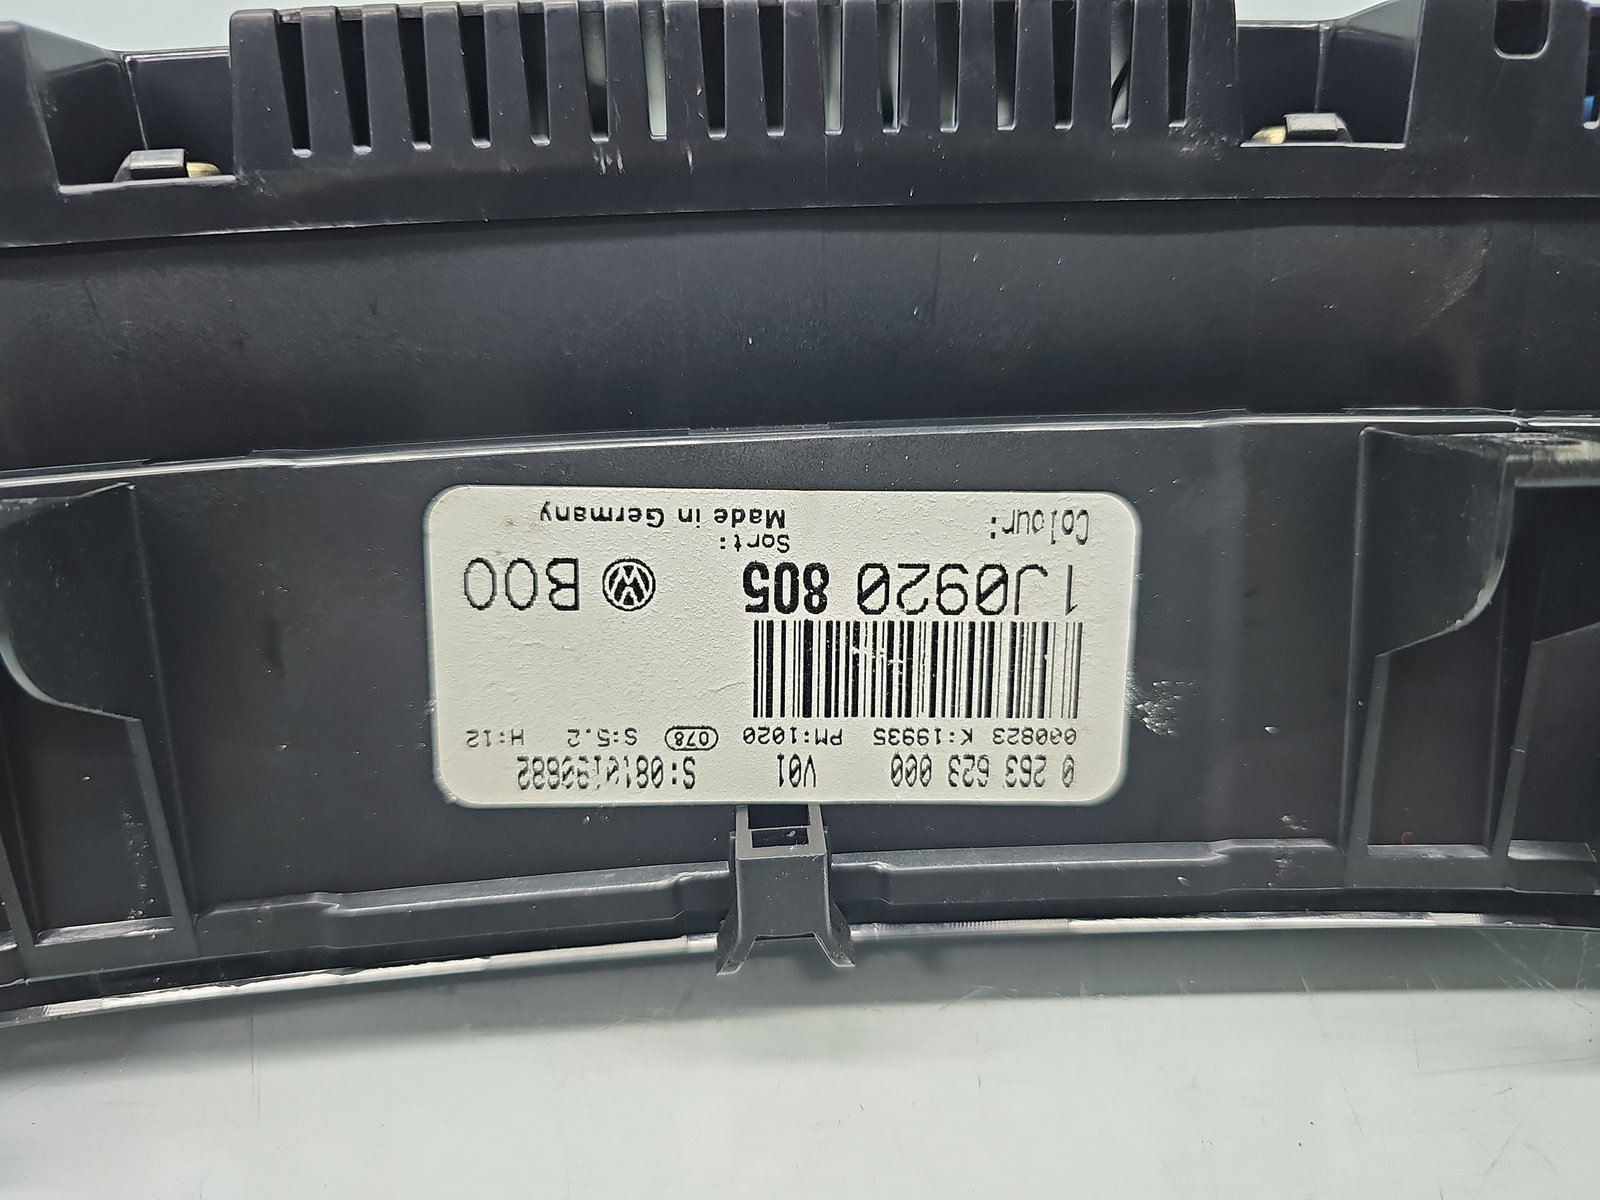 0 263 623 000 V01
000823 K:19935 PM:1020 078 S:5.2 H:12
1J0920 805 B00
Sort:
Colour: Made in Germany